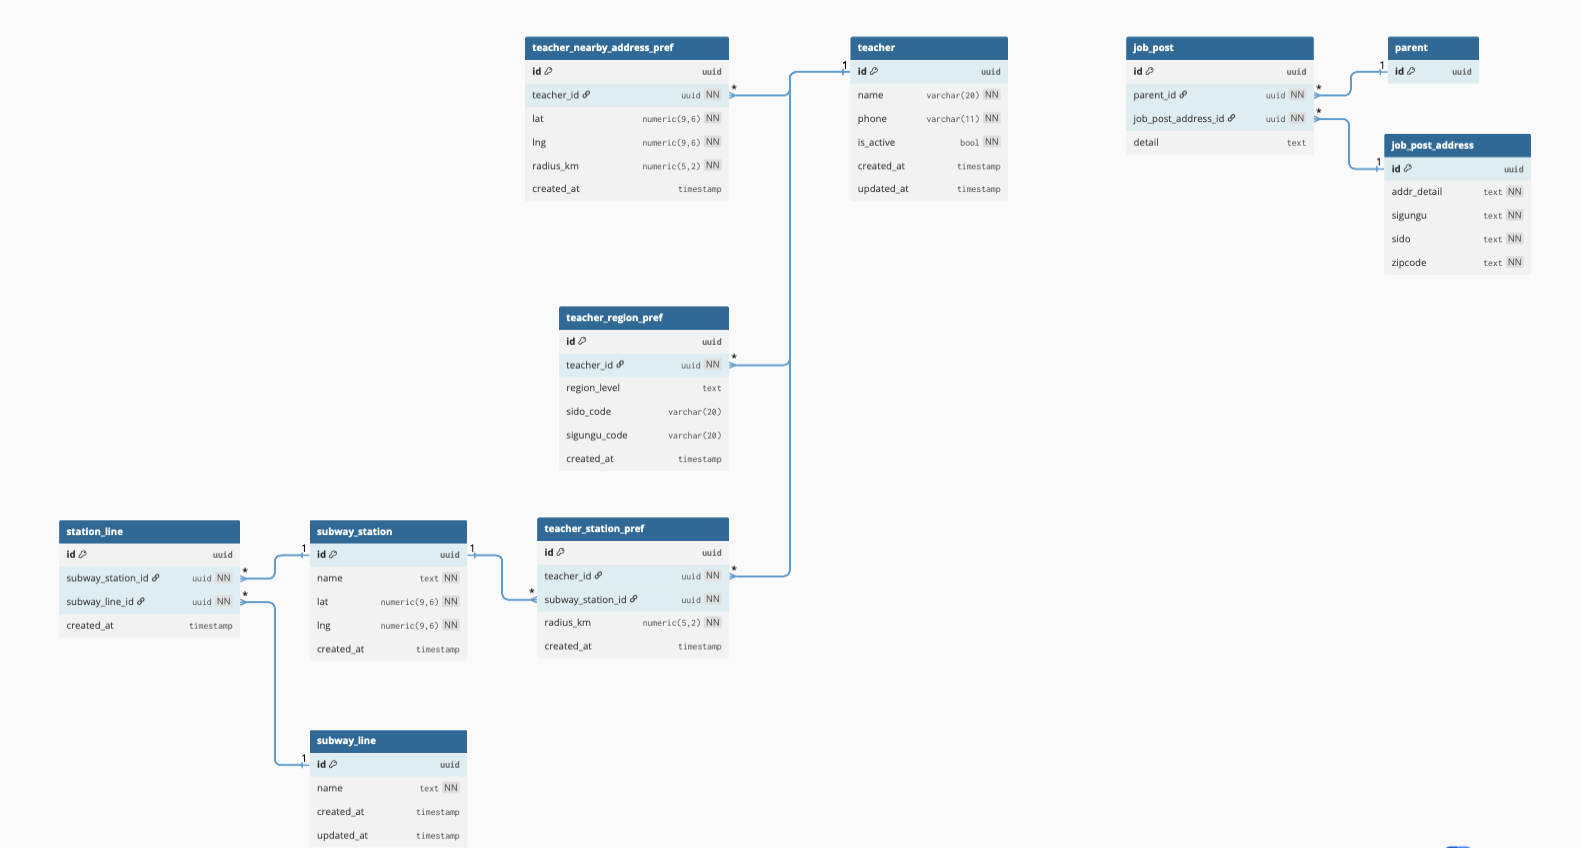 teacher_nearby_address_pref
id uuid
teacher_id uuid NN
lat numeric(9,6) NN
lng numeric(9,6) NN
radius_km numeric(5,2) NN
created_at timestamp
*
1
teacher
id uuid
name varchar(20) NN
phone varchar(11) NN
is_active bool NN
created_at timestamp
updated_at timestamp
job_post
id uuid
parent_id uuid NN
job_post_address_id uuid NN
detail text
*
*
1
parent
id uuid
1
job_post_address
id uuid
addr_detail text NN
sigungu text NN
sido text NN
zipcode text NN
teacher_region_pref
id uuid
teacher_id uuid NN
region_level text
sido_code varchar(20)
sigungu_code varchar(20)
created_at timestamp
*
station_line
id uuid
subway_station_id uuid NN
subway_line_id uuid NN
created_at timestamp
*
*
1
subway_station
id uuid
name text NN
lat numeric(9,6) NN
lng numeric(9,6) NN
created_at timestamp
1
*
teacher_station_pref
id uuid
teacher_id uuid NN
subway_station_id uuid NN
radius_km numeric(5,2) NN
created_at timestamp
*
1
subway_line
id uuid
name text NN
created_at timestamp
updated_at timestamp